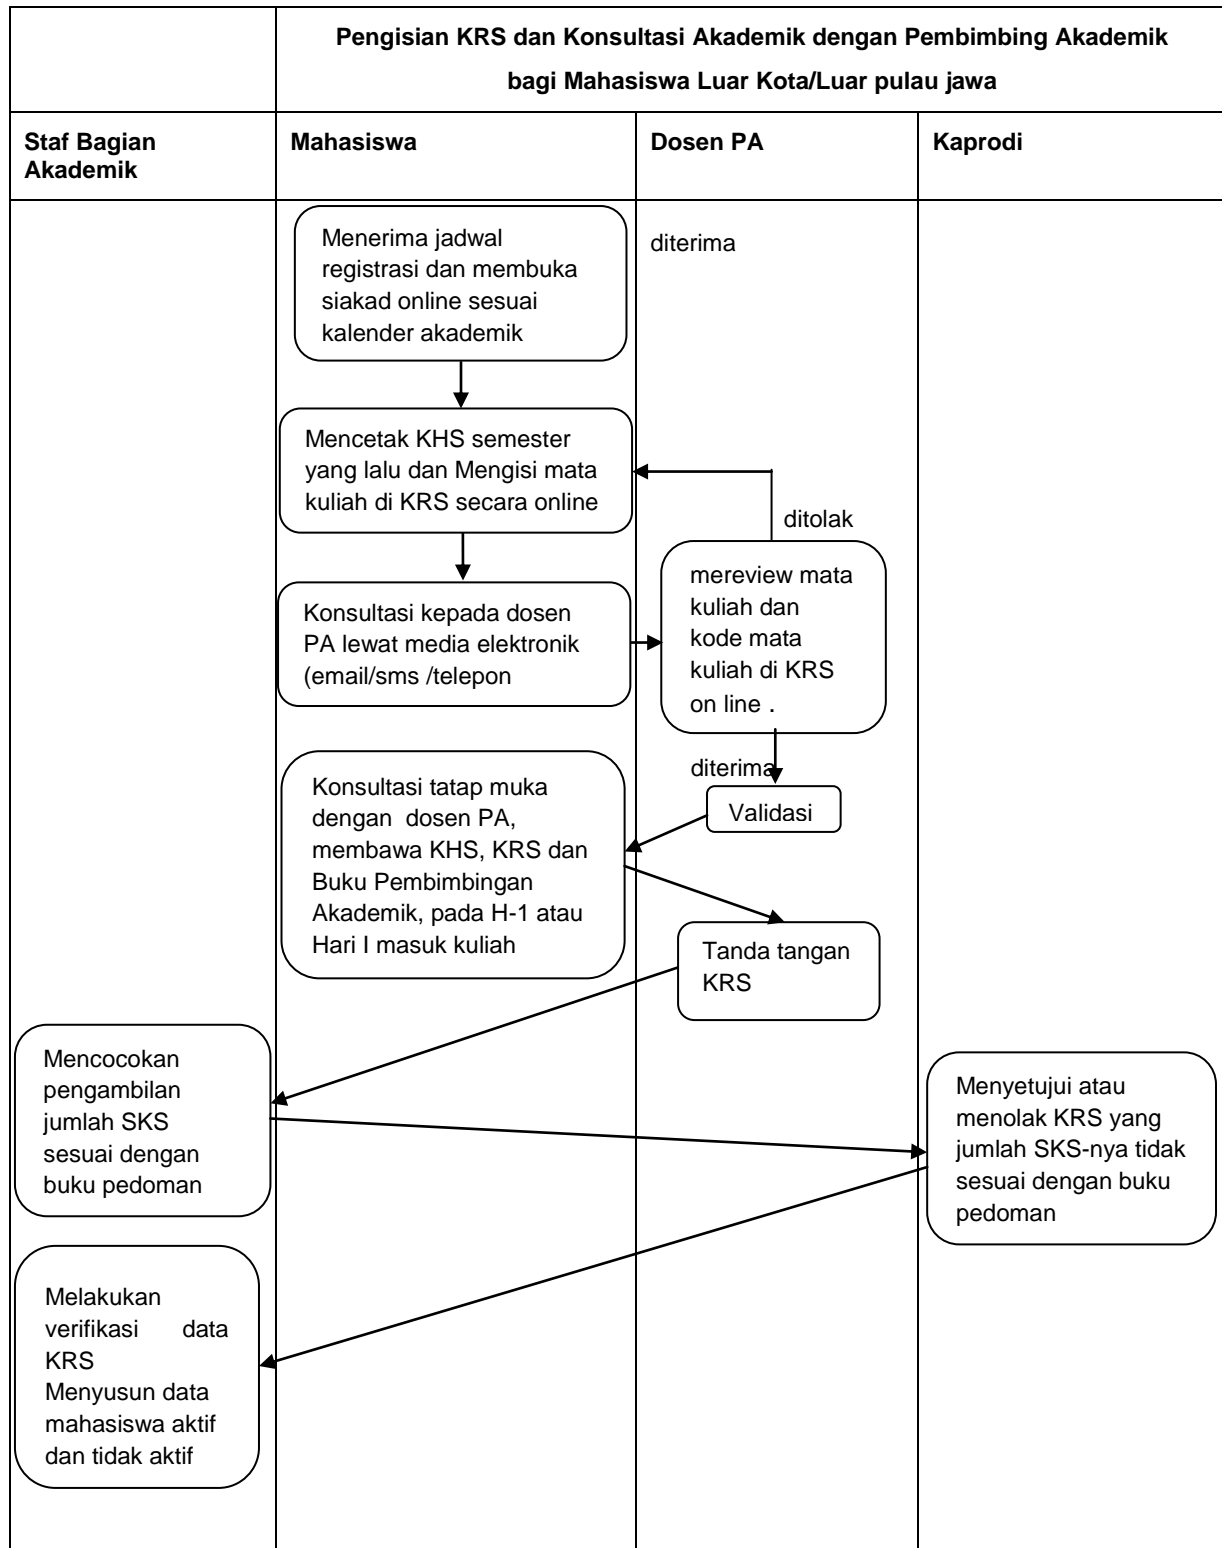 Pengisian KRS dan Konsultasi Akademik dengan Pembimbing Akademik
bagi Mahasiswa Luar Kota/Luar pulau jawa
Staf Bagian
Akademik
Mahasiswa
Dosen PA
Kaprodi
Menerima jadwal
registrasi dan membuka
siakad online sesuai
kalender akademik
diterima
Mencetak KHS semester
yang lalu dan Mengisi mata
kuliah di KRS secara online
ditolak
mereview mata
kuliah dan
kode mata
kuliah di KRS
on line .
Konsultasi kepada dosen
PA lewat media elektronik
(email/sms /telepon
diterima
Validasi
Konsultasi tatap muka
dengan  dosen PA,
membawa KHS, KRS dan
Buku Pembimbingan
Akademik, pada H-1 atau
Hari I masuk kuliah
Tanda tangan
KRS
Mencocokan
pengambilan
jumlah SKS
sesuai dengan
buku pedoman
Menyetujui atau
menolak KRS yang
jumlah SKS-nya tidak
sesuai dengan buku
pedoman
Melakukan
verifikasi data
KRS
Menyusun data
mahasiswa aktif
dan tidak aktif